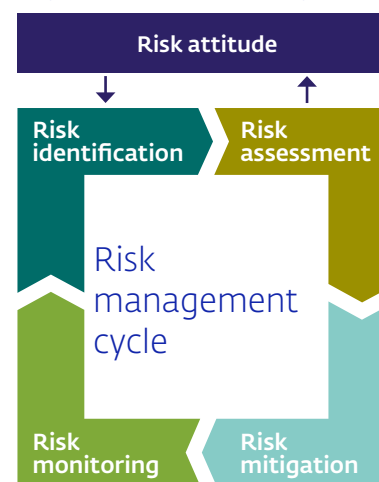 Risk attitude
Risk
identification
Risk
assessment
Risk
management
cycle
Risk
monitoring
Risk
mitigation